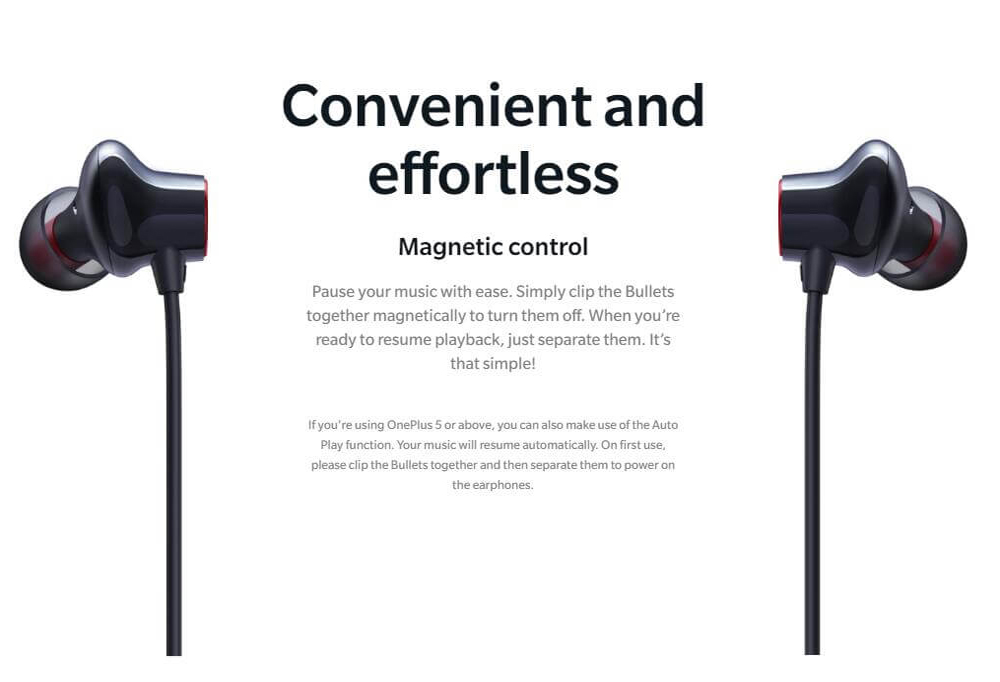 Convenient and
effortless
Magnetic control
Pause your music with ease. Simply clip the Bullets
together magnetically to turn them off. When you’re
ready to resume playback, just separate them. It’s
that simple!
If you're using OnePlus 5 or above, you can also make use of the Auto
Play function. Your music will resume automatically. On first use,
please clip the Bullets together and then separate them to power on
the earphones.